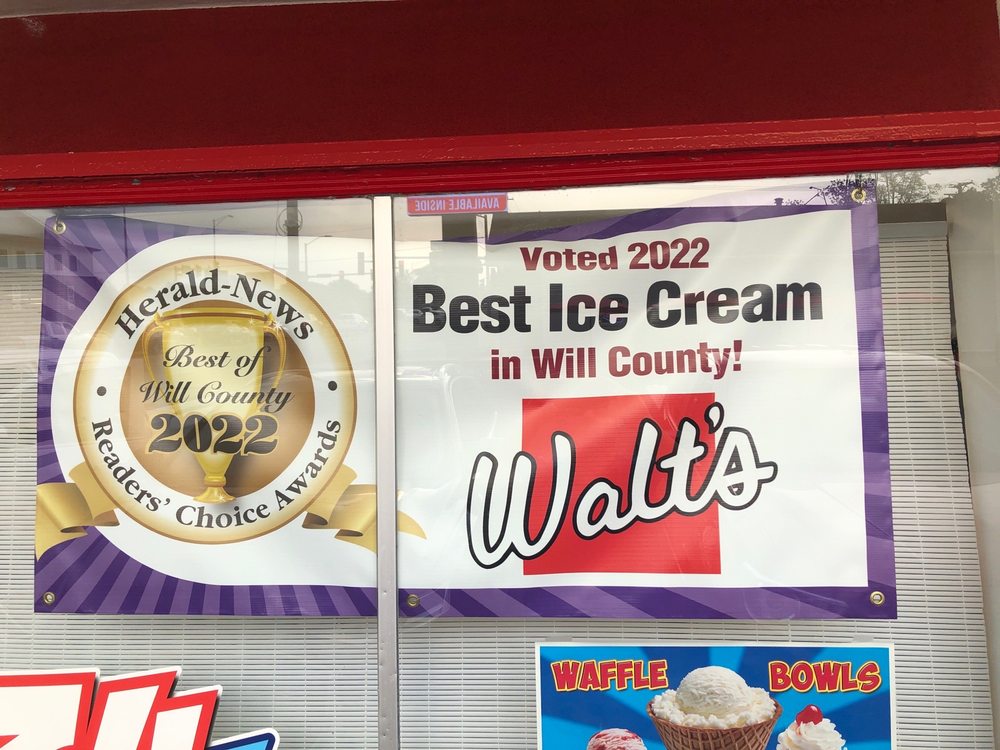 AVAILABLE INSIDE
Herald-News
Best of
Will County
2022
Readers' Choice Awards
Voted 2022
Best Ice Cream
in Will County!
Walt's
WAFFLE BOWLS